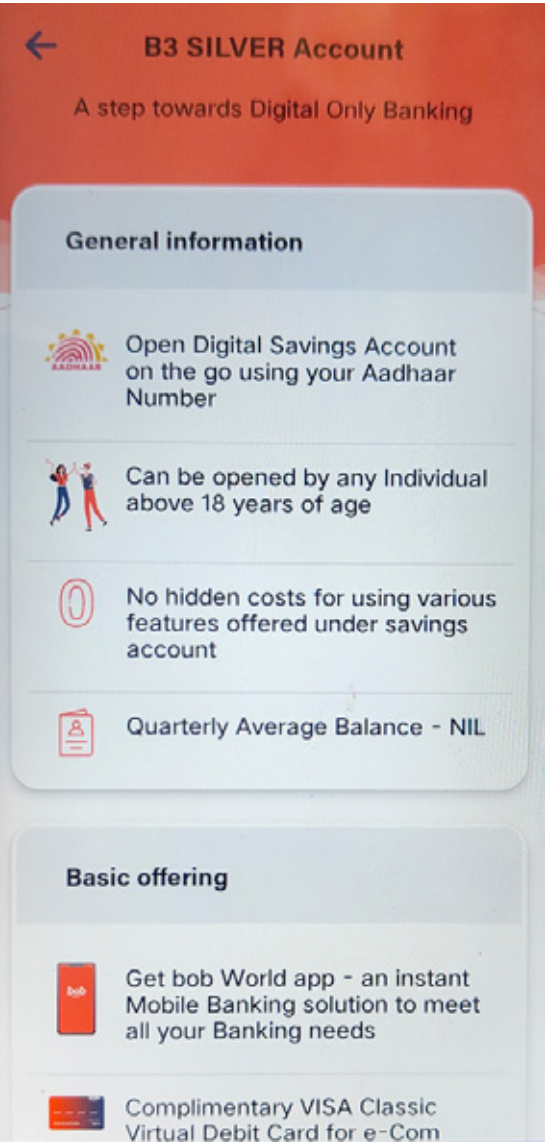 B3 SILVER Account
A step towards Digital Only Banking
General information
AADHAAR
Open Digital Savings Account
on the go using your Aadhaar
Number
Can be opened by any Individual
above 18 years of age
No hidden costs for using various
features offered under savings
account
Quarterly Average Balance - NIL
Basic offering
bob
Get bob World app - an instant
Mobile Banking solution to meet
all your Banking needs
Complimentary VISA Classic
Virtual Debit Card for e-Com